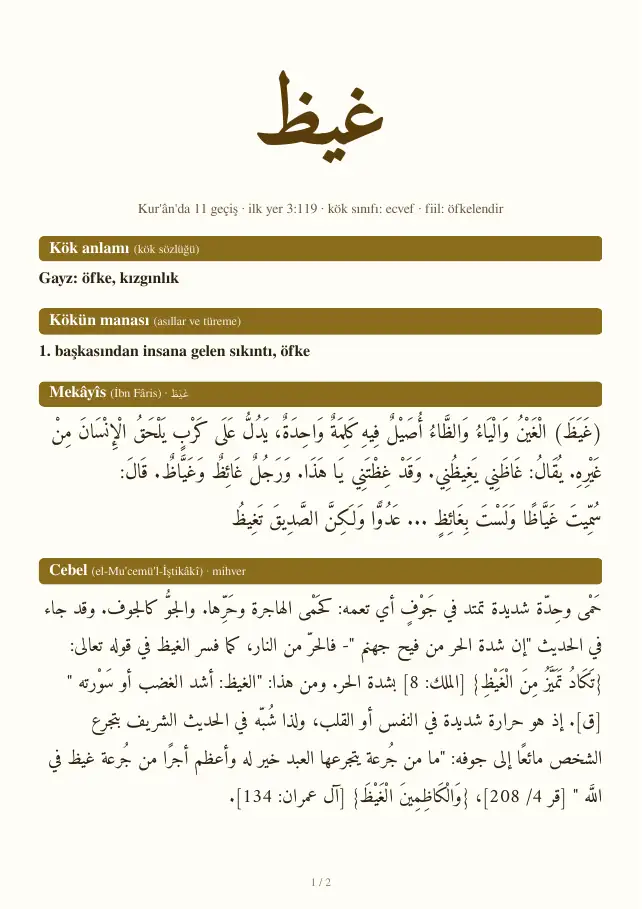 غيظ
Kur'ân'da 11 geçiş · ilk yer 3:119 · kök sınıfı: ecvef · fiil: öfkelendir
Kök anlamı (kök sözlüğü)
Gayz: öfke, kızgınlık
Kökün manası (asıllar ve türeme)
1. başkasından insana gelen sıkıntı, öfke
Mekâyîs (İbn Fâris) · غَيَظَ
(غَيَظَ) الْغَيْنُ وَالْيَاءُ وَالظَّاءُ أُصَيْلٌ فِيهِ كَلِمَةٌ وَاحِدَةٌ، يَدُلُّ عَلَى كَرْبٍ يَلْحَقُ الْإِنْسَانَ مِنْ
غَيْرِهِ. يُقَالُ: غَاظَنِي يَغِيظُنِي. وَقَدْ غِظْتَنِي يَا هَذَا. وَرَجُلٌ غَائِظٌ وَغَيَّاظٌ. قَالَ:
سُمِّيتَ غَيَّاظًا وَلَسْتَ بِغَائِظٍ ... عَدُوًّا وَلَكِنَّ الصَّدِيقَ تَغِيظُ
Cebel (el-Mu'cemü'l-İştikâkî) · mihver
حَمْى وحِدّة شديدة تمتد في جَوْفٍ أي تعمه: كَحَمْى الهاجرة وحَرِّها. والجوُّ كالجوف. وقد جاء
في الحديث "إن شدة الحر من فيح جهنم "- فالحرّ من النار، كما فسر الغيظ في قوله تعالى:
{تَكَادُ تَمَيَّزُ مِنَ الْغَيْظِ} [الملك: 8] بشدة الحر. ومن هذا: "الغيظ: أشد الغضب أو سَوْرته "
[ق]. إذ هو حرارة شديدة في النفس أو القلب، ولذا شُبّه في الحديث الشريف بتجرع
الشخص مائعًا إلى جوفه: "ما من جُرعة يتجرعها العبد خير له وأعظم أجرًا من جُرعة غيظ في
اللَّه " [قر 4/ 208]، {وَالْكَاظِمِينَ الْغَيْظَ} [آل عمران: 134].
1 / 2